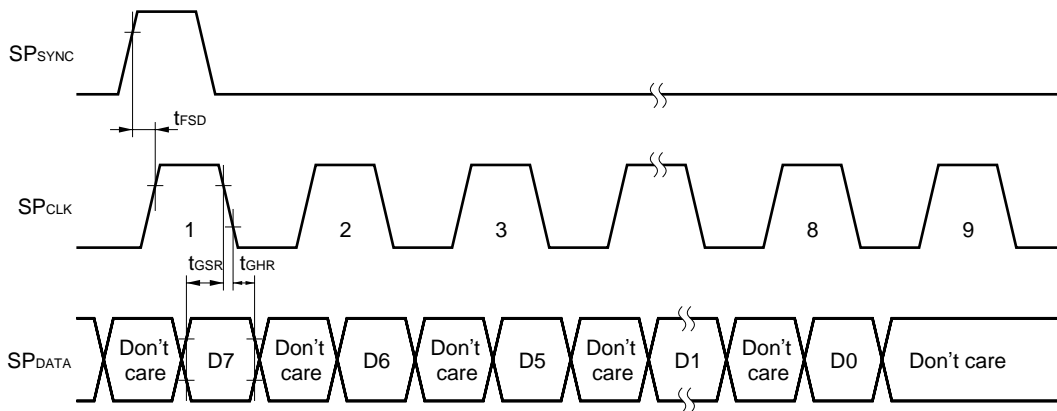 SPSYNC
tFSD
SPCLK
1
2
3
8
9
tGSR
tGHR
SPDATA
Don't
care
D7
Don't
care
D6
Don't
care
D5
Don't
care
D1
Don't
care
D0
Don't care